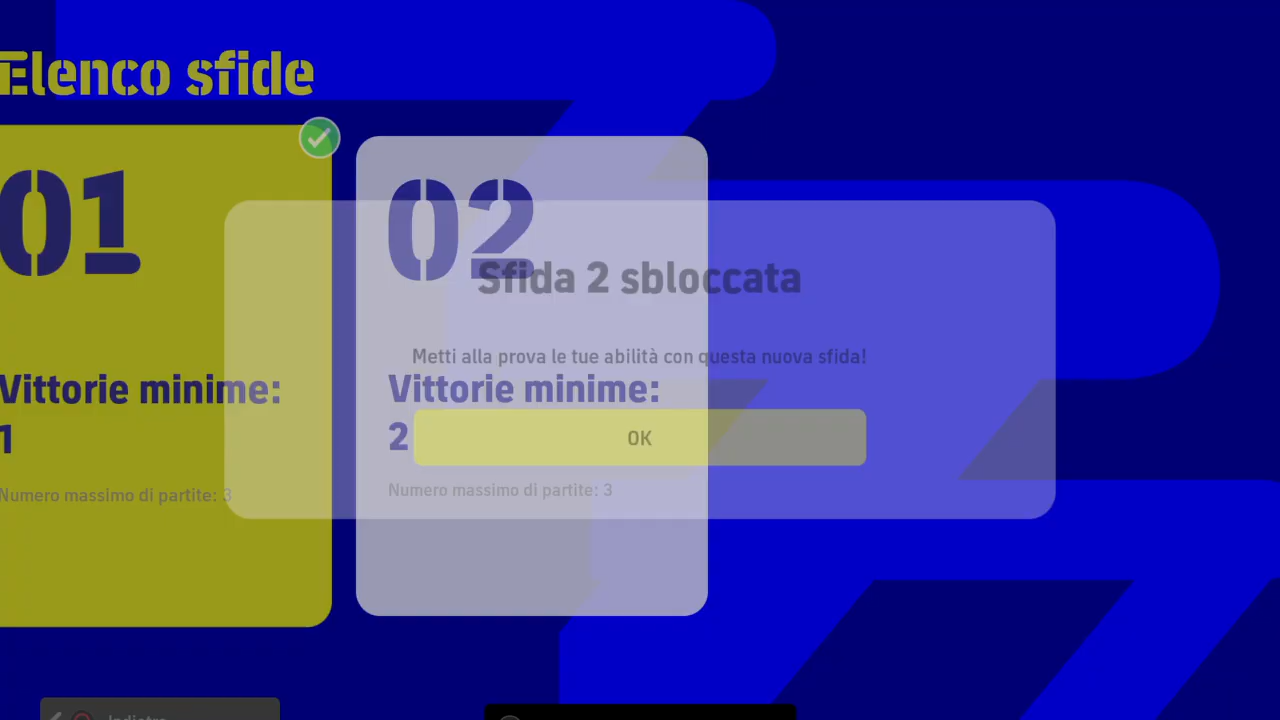 Elenco sfide
01
Vittorie minime:
1
Numero massimo di partite: 3
02
Vittorie minime:
2
Numero massimo di partite: 3
Sfida 2 sbloccata
Metti alla prova le tue abilità con questa nuova sfida!
OK
Indietro